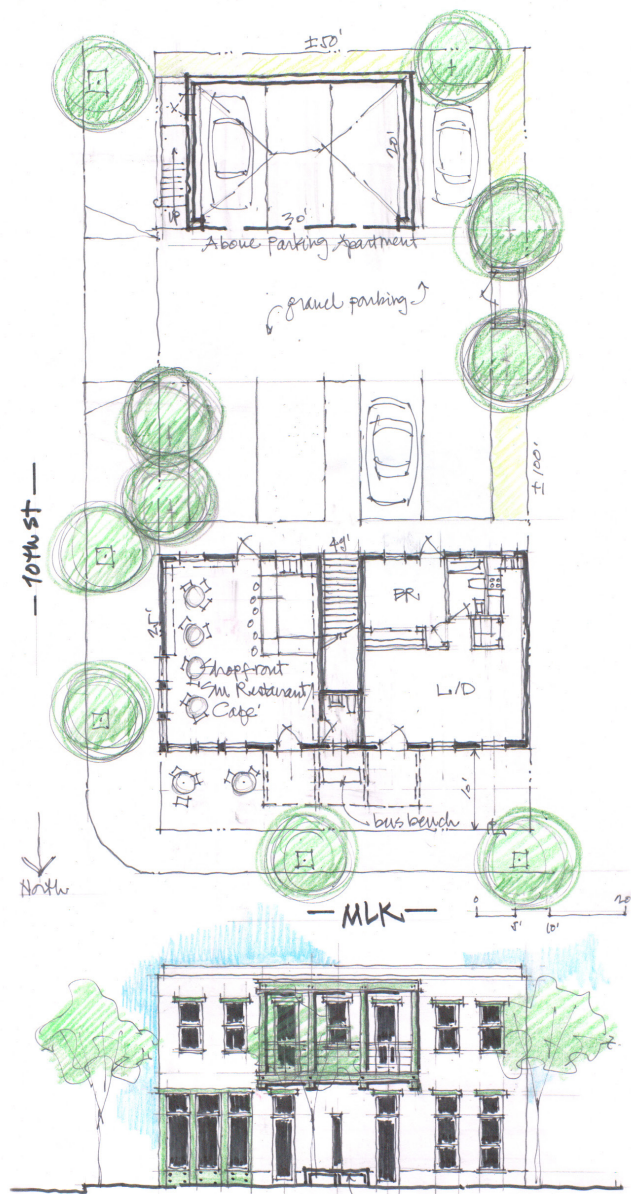 ±50'
20'
UP
30'
Above Parking Apartment
gravel parking
± 100'
— 10TH ST —
49'
25'
BR
Shopfront
Sm Restaurant/
Cafe'
L/D
10'
bus bench
North
— MLK —
0 5' 10' 20'